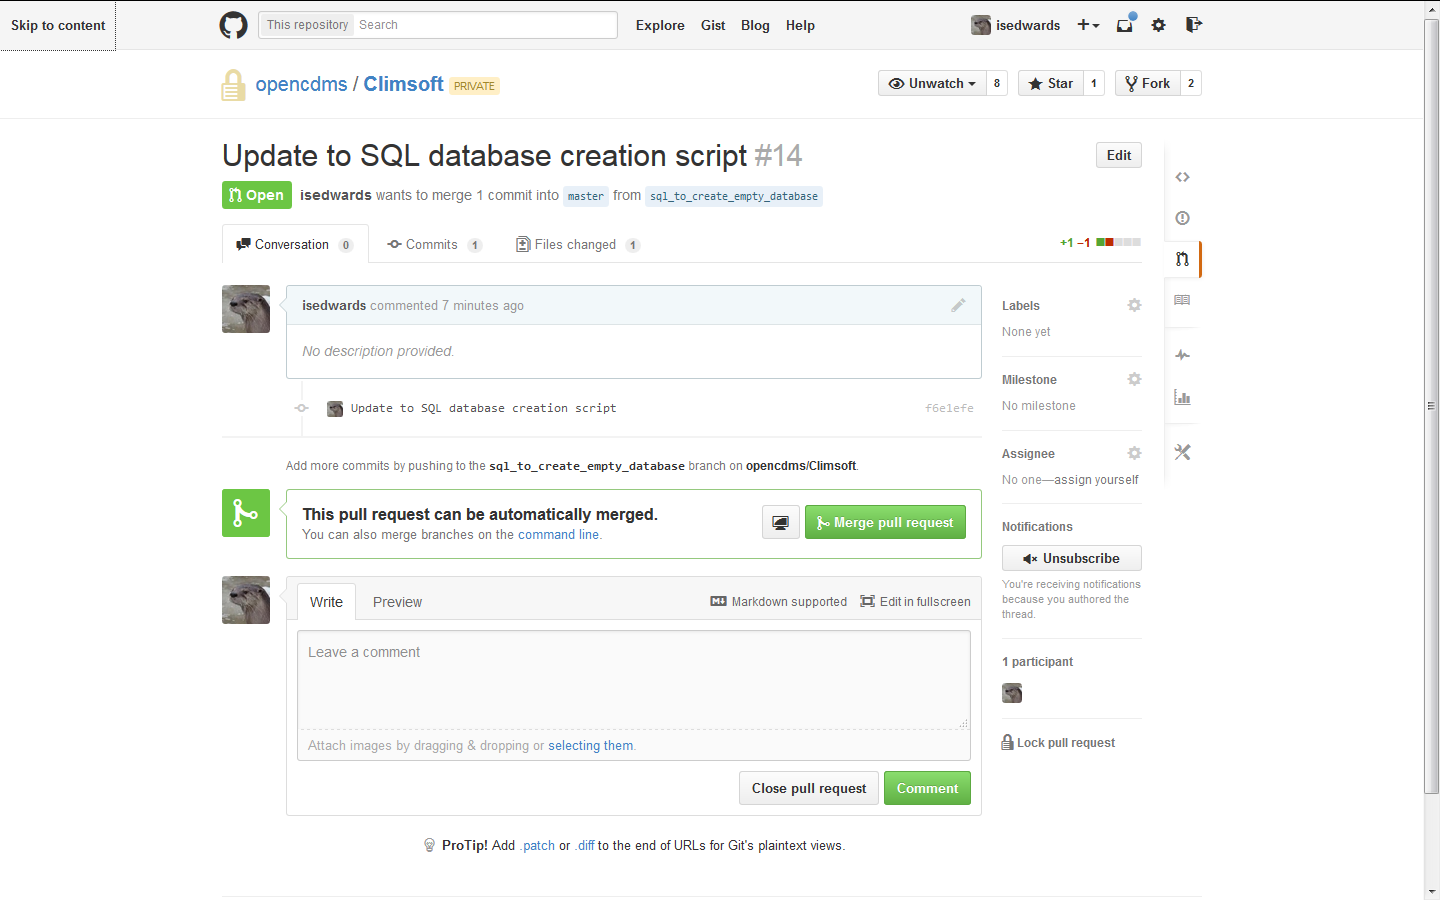 Skip to content
This repository Search
Explore Gist Blog Help
isedwards
opencdms / Climsoft PRIVATE
Unwatch 8 Star 1 Fork 2
Update to SQL database creation script #14
Edit
Open isedwards wants to merge 1 commit into master from sql_to_create_empty_database
Conversation 0 Commits 1 Files changed 1
+1 −1
isedwards commented 7 minutes ago
No description provided.
Update to SQL database creation script f6e1efe
Add more commits by pushing to the sql_to_create_empty_database branch on opencdms/Climsoft.
This pull request can be automatically merged.
You can also merge branches on the command line.
Merge pull request
Write Preview
Markdown supported Edit in fullscreen
Leave a comment
Attach images by dragging & dropping or selecting them.
Close pull request Comment
ProTip! Add .patch or .diff to the end of URLs for Git's plaintext views.
Labels
None yet
Milestone
No milestone
Assignee
No one—assign yourself
Notifications
Unsubscribe
You're receiving notifications
because you authored the
thread.
1 participant
Lock pull request